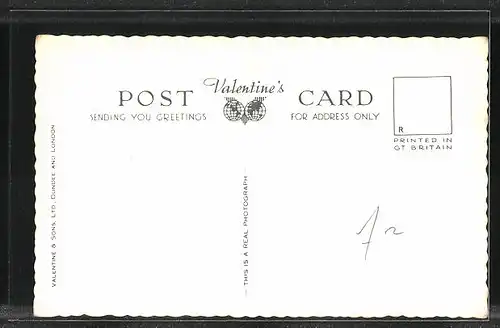 Valentine's
POST CARD
SENDING YOU GREETINGS
FOR ADDRESS ONLY
R
PRINTED IN
GT BRITAIN
VALENTINE & SONS, LTD., DUNDEE AND LONDON
— THIS IS A REAL PHOTOGRAPH —